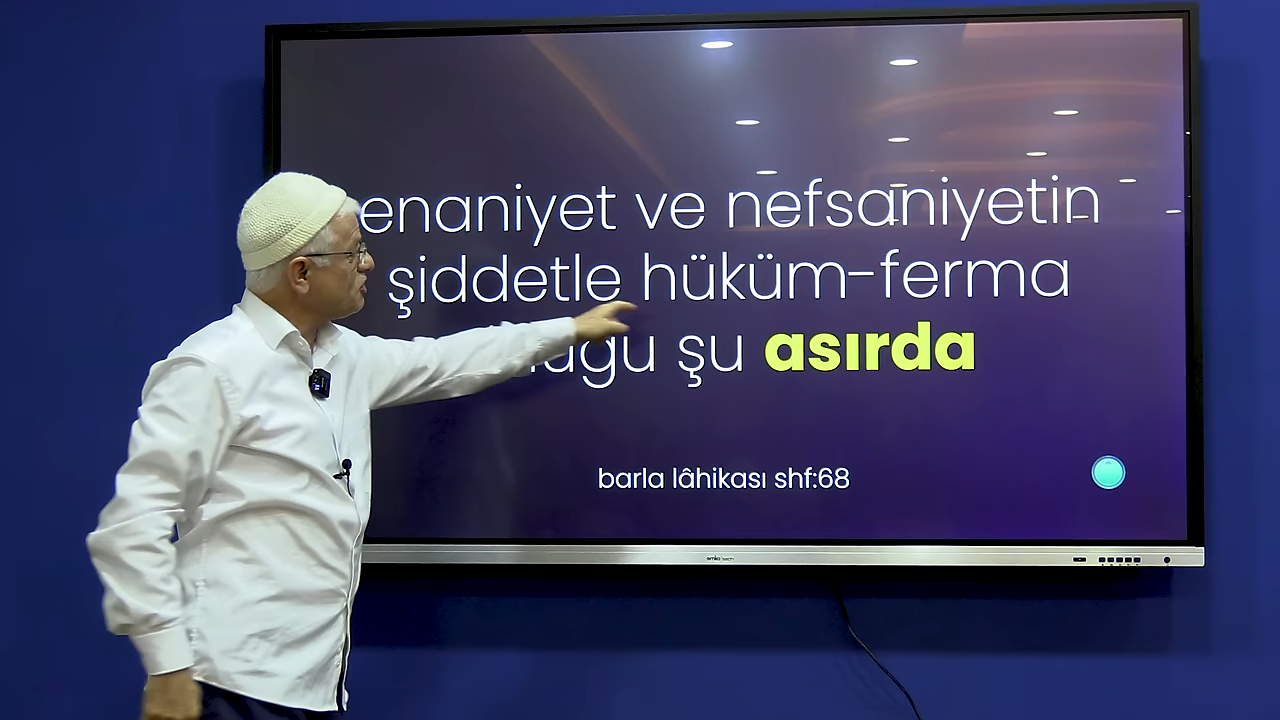 enaniyet ve nefsaniyetin
şiddetle hüküm-ferma
şu asırda
barla lâhikası shf:68